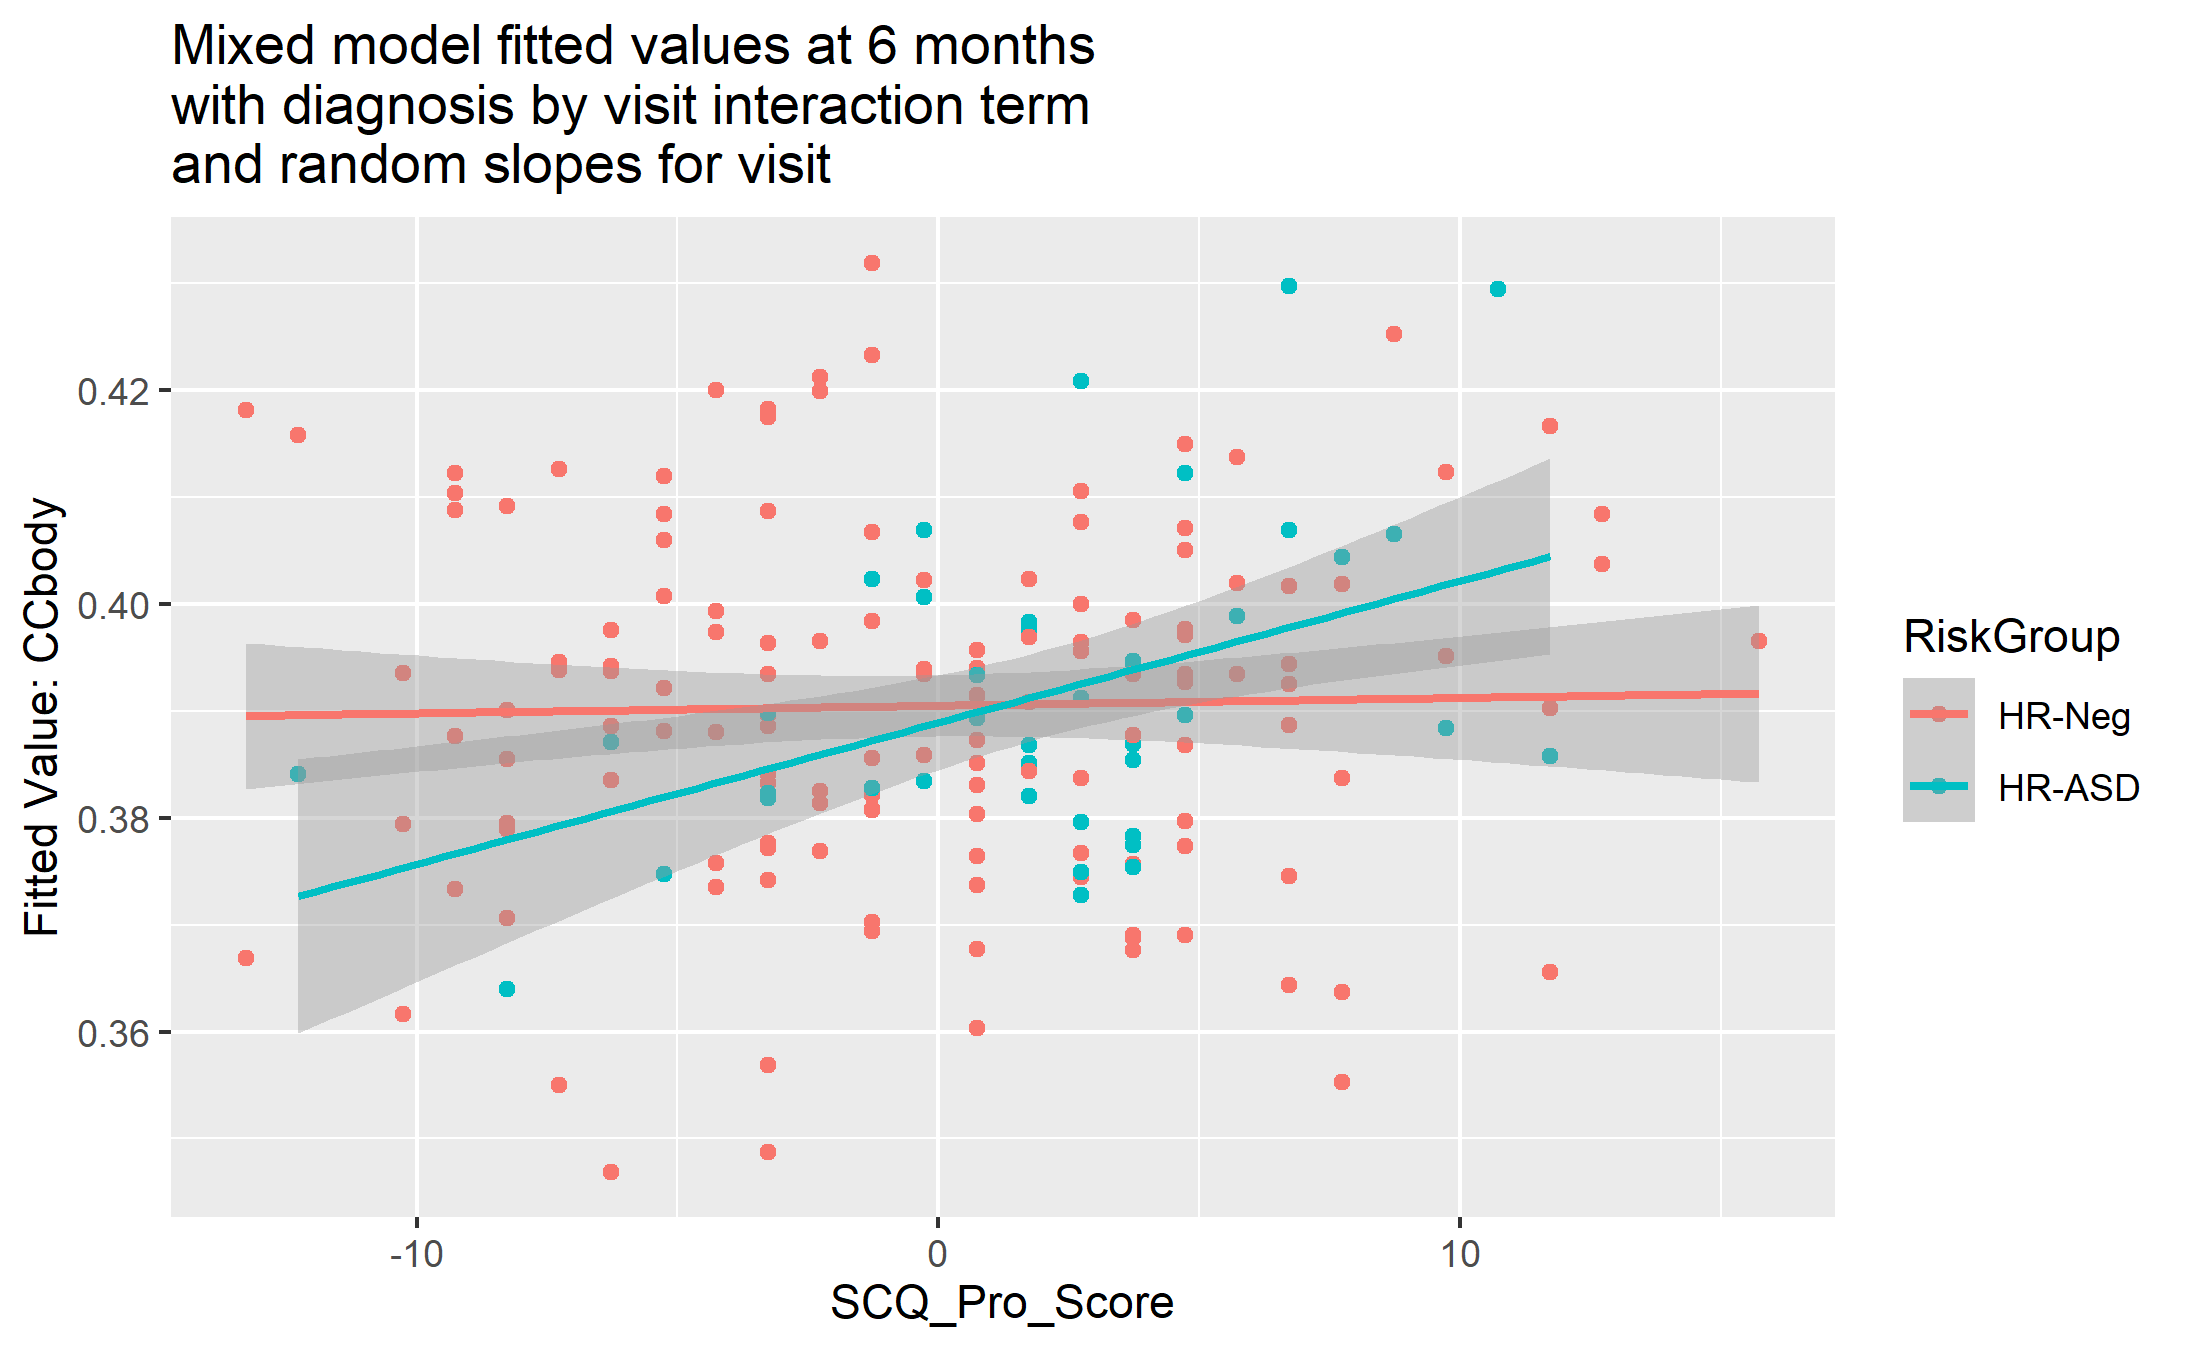 Mixed model fitted values at 6 months
with diagnosis by visit interaction term
and random slopes for visit
0.42
0.40
0.38
0.36
Fitted Value: CCbody
-10
0
10
SCQ_Pro_Score
RiskGroup
HR-Neg
HR-ASD